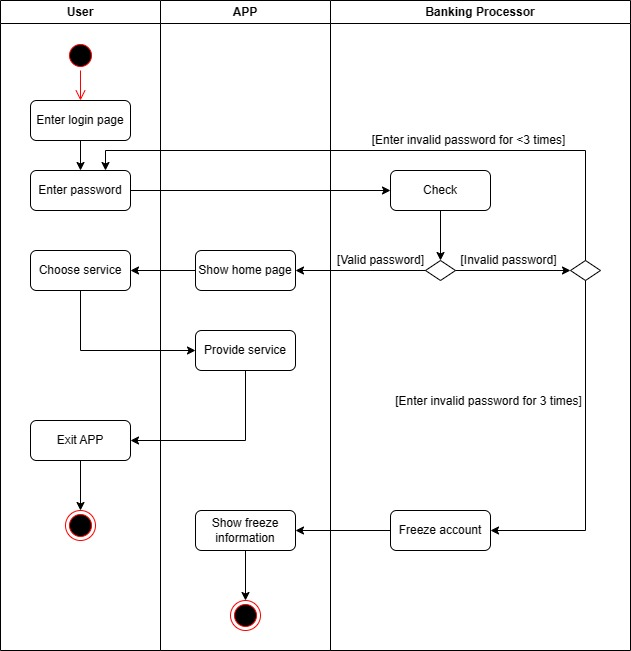 User
APP
Banking Processor
Enter login page
[Enter invalid password for <3 times]
Enter password
Check
[Valid password]
[Invalid password]
Choose service
Show home page
Provide service
[Enter invalid password for 3 times]
Exit APP
Show freeze
information
Freeze account